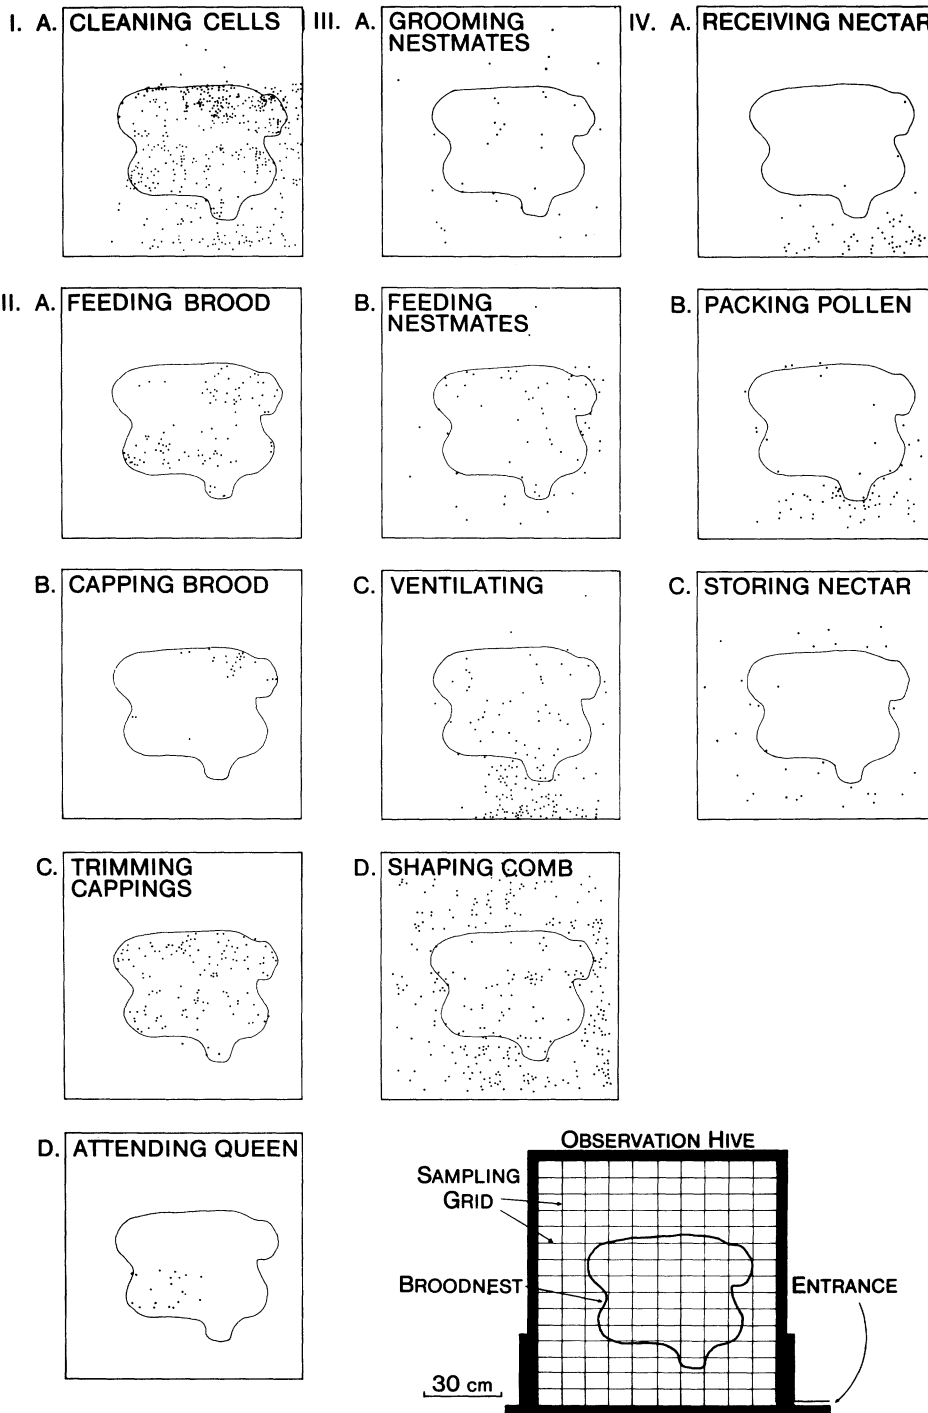 I. A. CLEANING CELLS
III. A. GROOMING
NESTMATES
IV. A. RECEIVING NECTAR
II. A. FEEDING BROOD
B. FEEDING
NESTMATES
B. PACKING POLLEN
B. CAPPING BROOD
C. VENTILATING
C. STORING NECTAR
C. TRIMMING
CAPPINGS
D. SHAPING COMB
D. ATTENDING QUEEN
OBSERVATION HIVE
SAMPLING
GRID
BROODNEST
ENTRANCE
30 cm